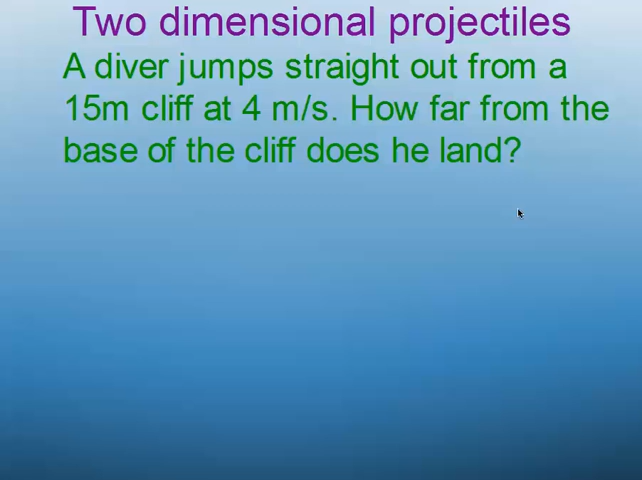 Two dimensional projectiles
A diver jumps straight out from a
15m cliff at 4 m/s. How far from the
base of the cliff does he land?